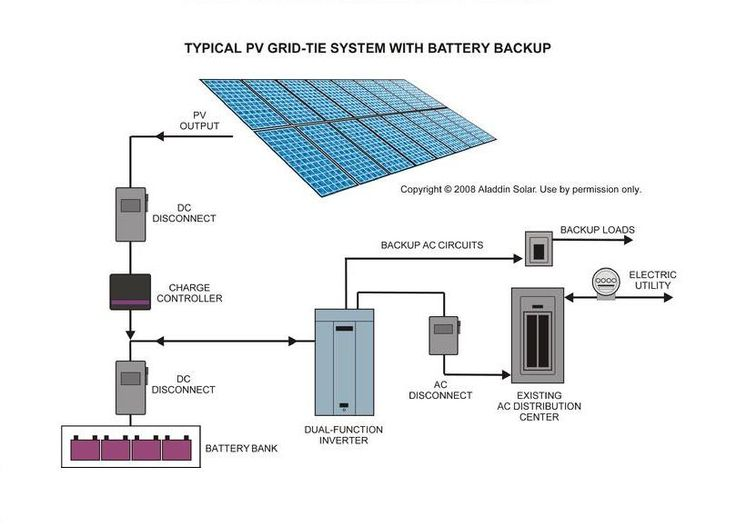 TYPICAL PV GRID-TIE SYSTEM WITH BATTERY BACKUP
PV
OUTPUT
Copyright © 2008 Aladdin Solar. Use by permission only.
DC
DISCONNECT
BACKUP LOADS
BACKUP AC CIRCUITS
ELECTRIC
UTILITY
CHARGE
CONTROLLER
DC
DISCONNECT
AC
DISCONNECT
EXISTING
AC DISTRIBUTION
CENTER
DUAL-FUNCTION
INVERTER
BATTERY BANK